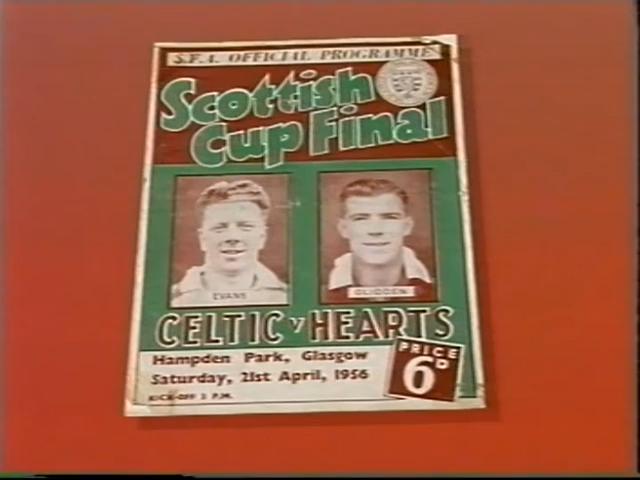 S.F.A. OFFICIAL PROGRAMME
Scottish
Cup Final
EVANS
GLIDDEN
CELTIC v HEARTS
Hampden Park, Glasgow
Saturday, 21st April, 1956
KICK-OFF 3 P.M.
PRICE
6D